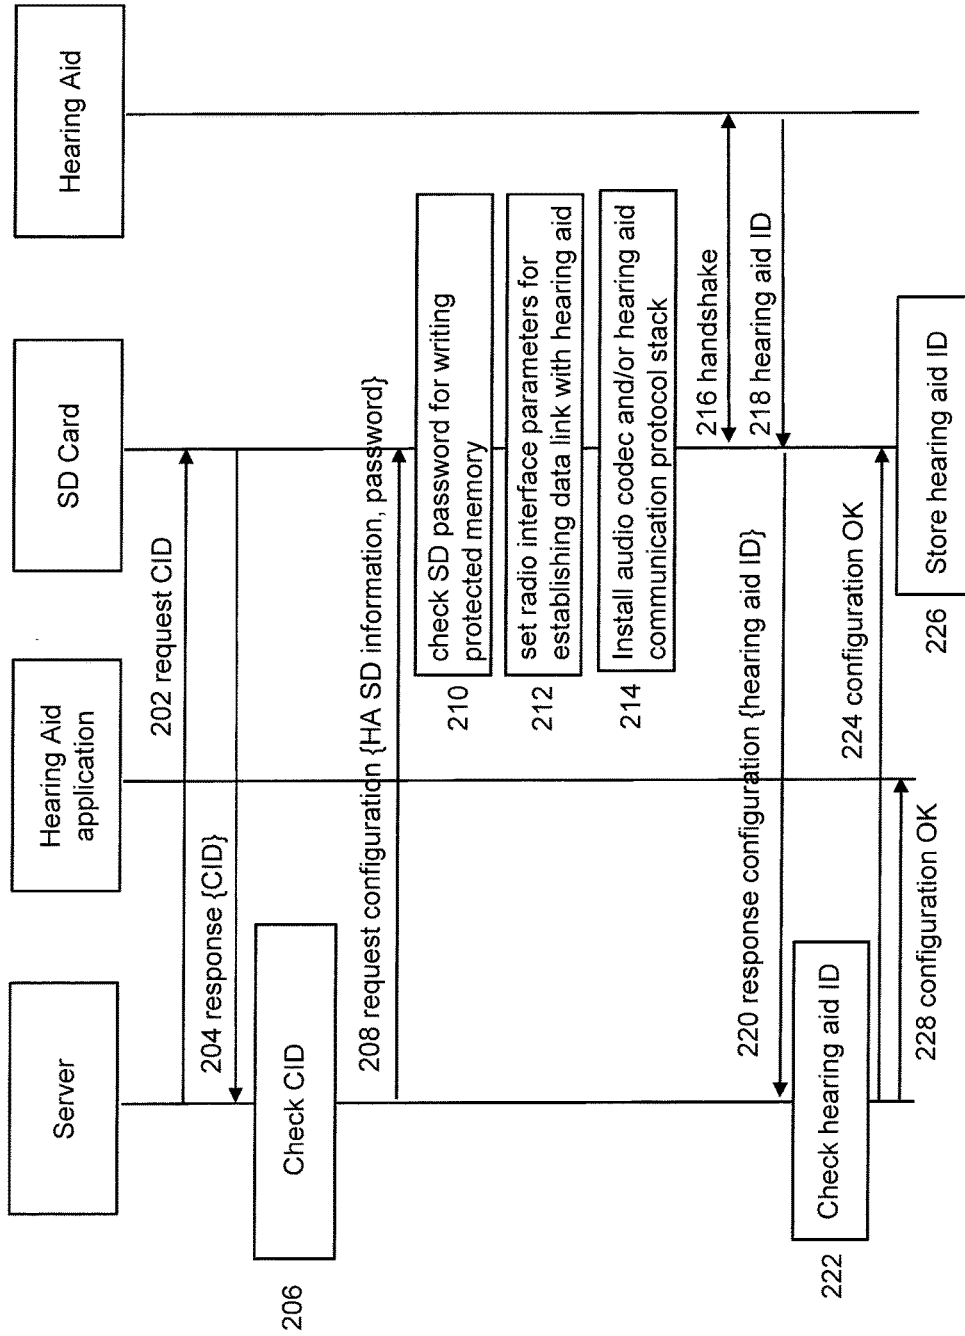 Server
Hearing Aid
application
SD Card
Hearing Aid
202 request CID
204 response {CID}
Check CID
206
208 request configuration {HA SD information, password}
check SD password for writing
protected memory
210
set radio interface parameters for
establishing data link with hearing aid
212
Install audio codec and/or hearing aid
communication protocol stack
214
216 handshake
218 hearing aid ID
220 response configuration {hearing aid ID}
Check hearing aid ID
222
224 configuration OK
Store hearing aid ID
226
228 configuration OK